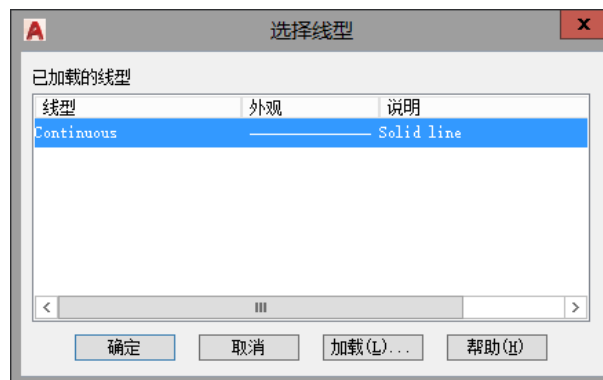 选择线型
已加载的线型
线型 外观 说明
Continuous Solid line
确定 取消 加载(L)... 帮助(H)